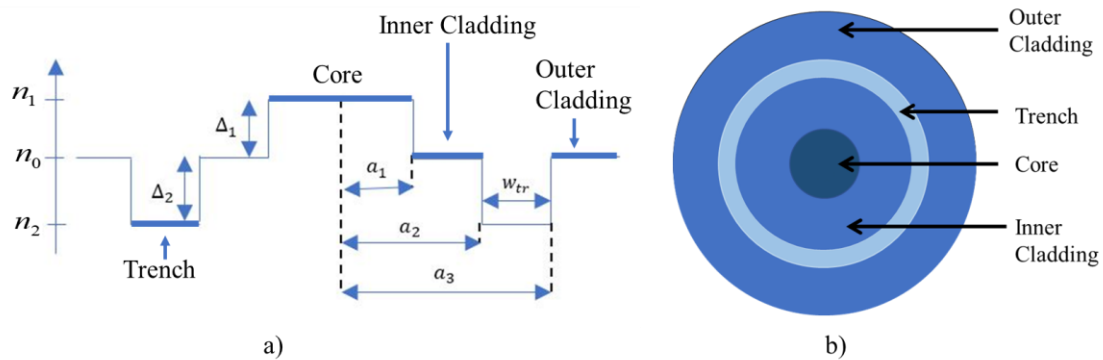 Inner Cladding
Core
Outer
Cladding
n₁
Δ₁
n₀
a₁
wₜᵣ
Δ₂
a₂
n₂
Trench
a₃
a)
Outer
Cladding
Trench
Core
Inner
Cladding
b)